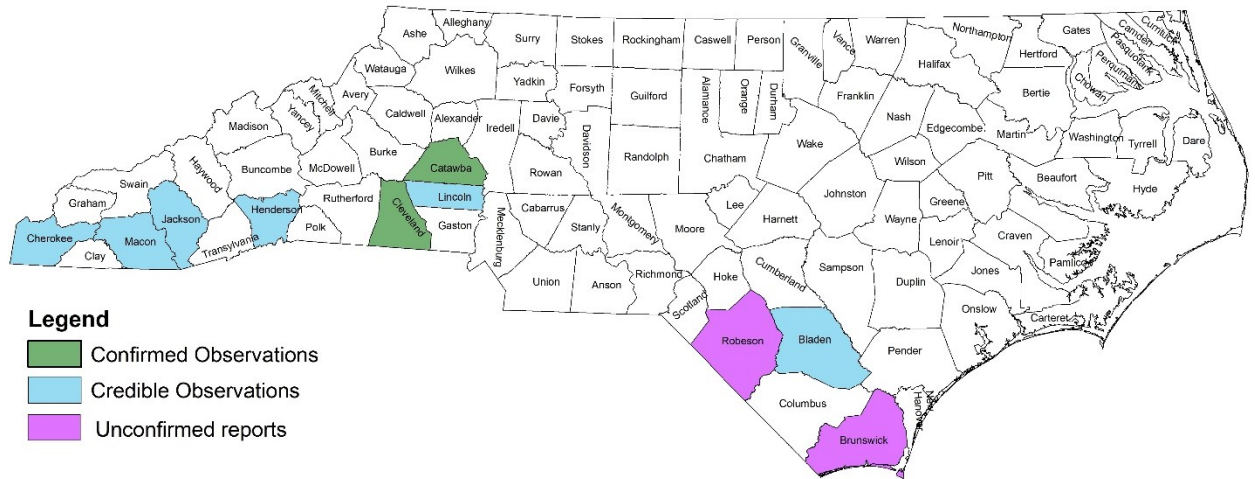 Alleghany
Ashe
Surry
Stokes
Rockingham
Caswell
Person
Granville
Vance
Warren
Northampton
Gates
Camden
Currituck
Pasquotank
Perquimans
Chowan
Hertford
Halifax
Watauga
Wilkes
Yadkin
Forsyth
Guilford
Alamance
Orange
Durham
Franklin
Nash
Edgecombe
Bertie
Martin
Washington
Tyrrell
Dare
Mitchell
Avery
Yancey
Caldwell
Alexander
Iredell
Davie
Davidson
Randolph
Chatham
Wake
Wilson
Pitt
Beaufort
Hyde
Madison
Haywood
Buncombe
McDowell
Burke
Catawba
Rowan
Johnston
Greene
Swain
Graham
Jackson
Henderson
Rutherford
Lincoln
Cleveland
Gaston
Mecklenburg
Cabarrus
Stanly
Montgomery
Moore
Lee
Harnett
Wayne
Lenoir
Craven
Pamlico
Cherokee
Macon
Clay
Transylvania
Polk
Union
Anson
Richmond
Scotland
Hoke
Cumberland
Sampson
Duplin
Jones
Onslow
Carteret
Robeson
Bladen
Pender
Columbus
New
Hanover
Brunswick
Legend
Confirmed Observations
Credible Observations
Unconfirmed reports